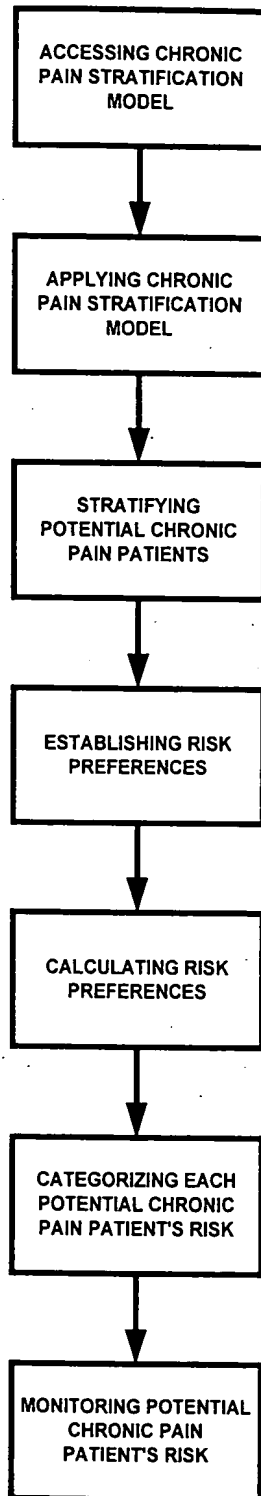 ACCESSING CHRONIC
PAIN STRATIFICATION
MODEL
APPLYING CHRONIC
PAIN STRATIFICATION
MODEL
STRATIFYING
POTENTIAL CHRONIC
PAIN PATIENTS
ESTABLISHING RISK
PREFERENCES
CALCULATING RISK
PREFERENCES
CATEGORIZING EACH
POTENTIAL CHRONIC
PAIN PATIENT'S RISK
MONITORING POTENTIAL
CHRONIC PAIN
PATIENT'S RISK